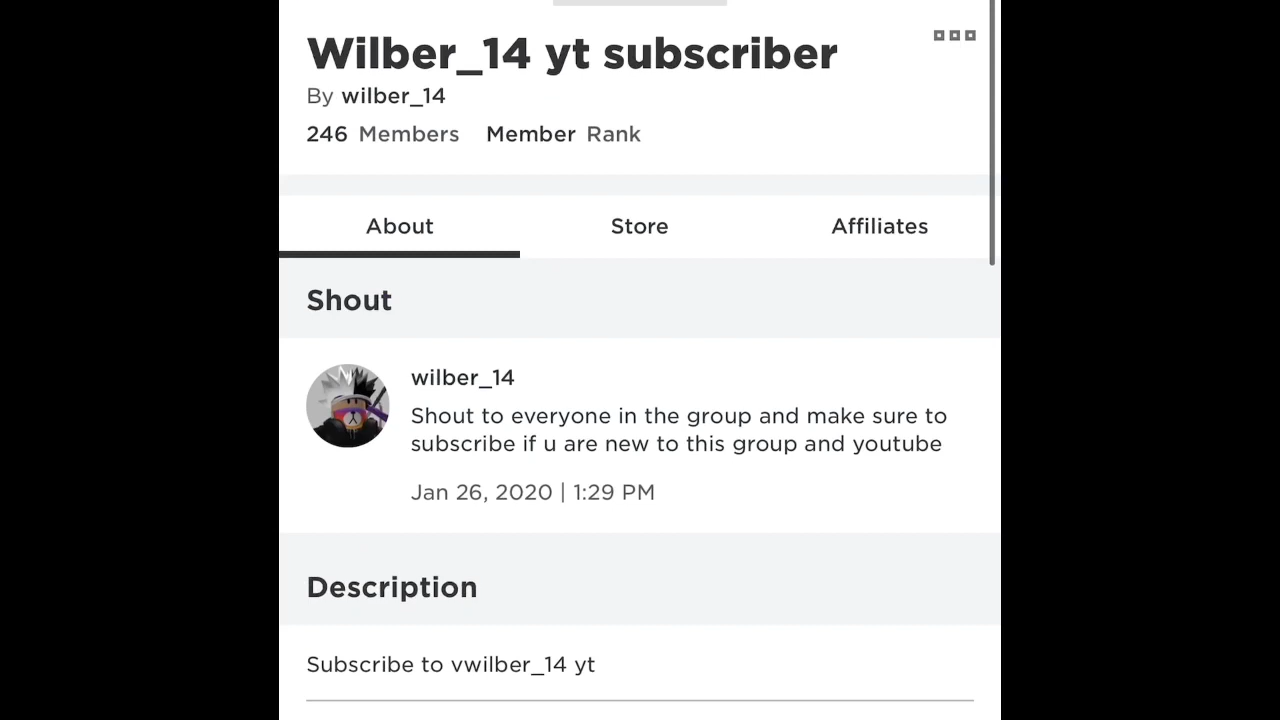 Wilber_14 yt subscriber
By wilber_14
246 Members Member Rank
About Store Affiliates
Shout
wilber_14
Shout to everyone in the group and make sure to
subscribe if u are new to this group and youtube
Jan 26, 2020 | 1:29 PM
Description
Subscribe to vwilber_14 yt